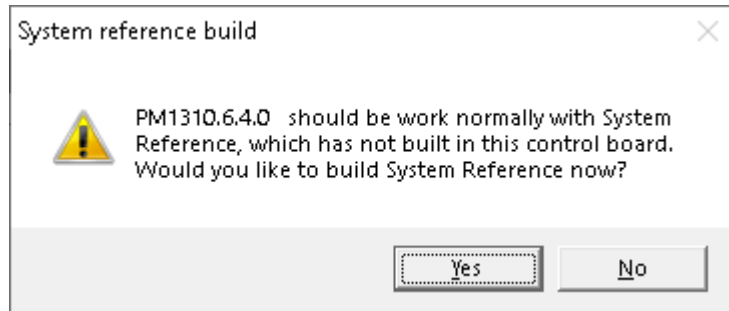 System reference build
PM1310.6.4.0   should be work normally with System
Reference, which has not built in this control board.
Would you like to build System Reference now?
Yes
No